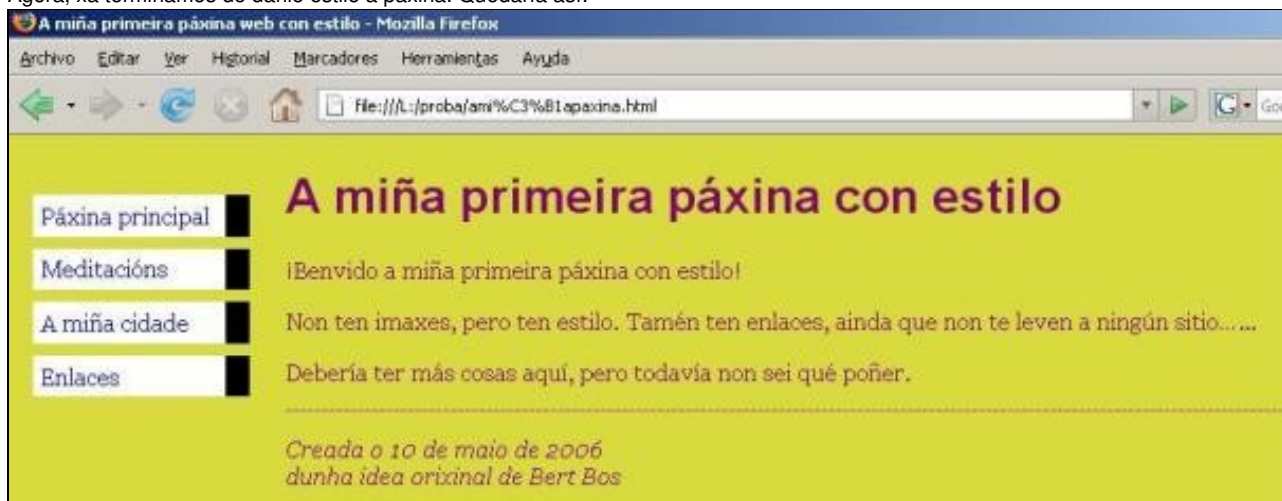 Agora, xa terminamos de darlle estilo a páxina. Quedaría así:
A miña primeira páxina web con estilo - Mozilla Firefox
Archivo Editar Ver Historial Marcadores Herramientas Ayuda
file:///L:/proba/ami%C3%B1apaxina.html
G
A miña primeira páxina con estilo
Páxina principal
Meditacións
A miña cidade
Enlaces
¡Benvido a miña primeira páxina con estilo!
Non ten imaxes, pero ten estilo. Tamén ten enlaces, ainda que non te leven a ningún sitio......
Debería ter más cosas aquí, pero todavía non sei qué poñer.
Creada o 10 de maio de 2006
dunha idea orixinal de Bert Bos